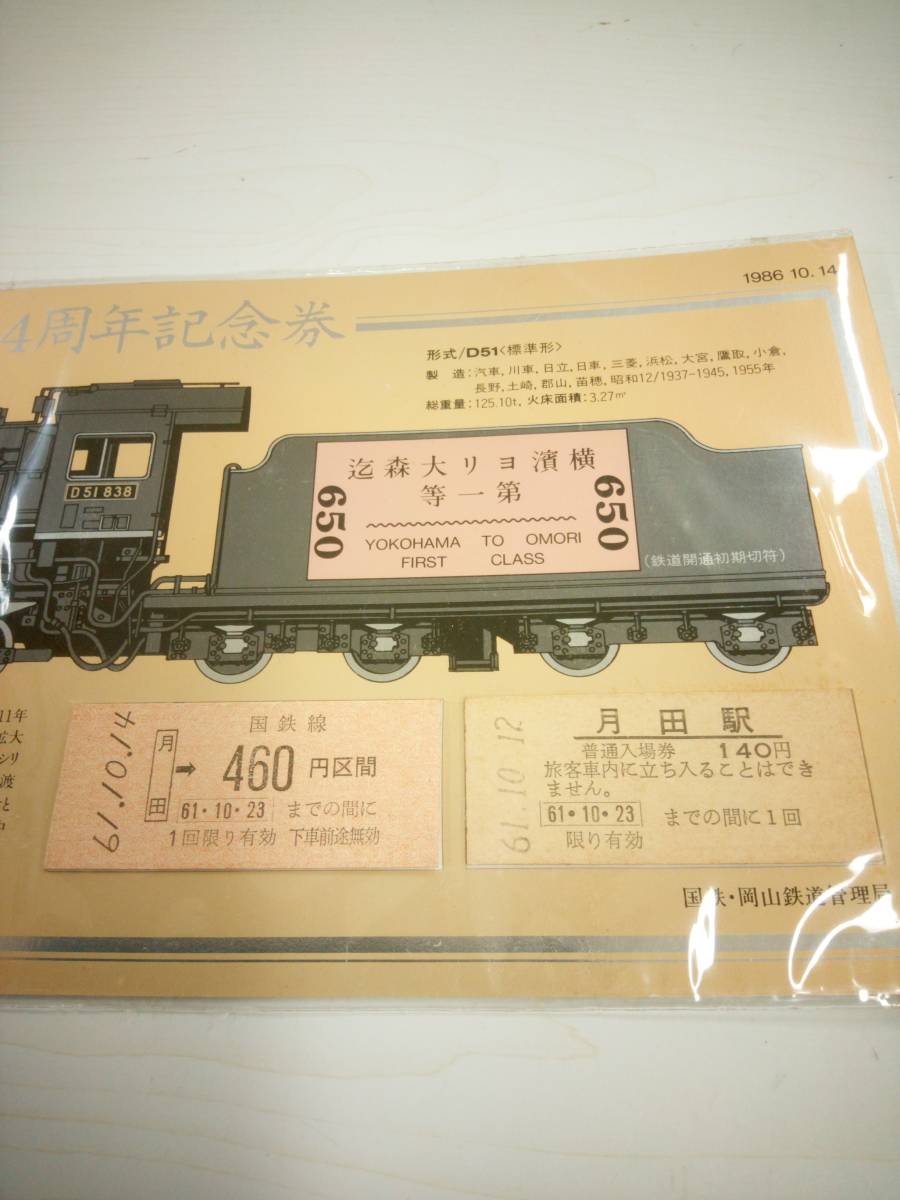 1986 10.14
4周年記念券
形式/D51〈標準形〉
製 造:汽車,川車,日立,日車,三菱,浜松,大宮,鷹取,小倉,
長野,土崎,郡山,苗穂,昭和12/1937-1945,1955年
総重量:125.10t,火床面積:3.27㎡
D51 838
迄森大リヨ濱横
等一第
650
650
YOKOHAMA TO OMORI
FIRST CLASS
(鉄道開通初期切符)
11年
拡大
シリ
渡
と
61.10.14
国鉄線
月田
➡ 460 円区間
61・10・23 までの間に
1回限り有効 下車前途無効
61.10 12
月田駅
普通入場券 140円
旅客車内に立ち入ることはでき
ません。
61・10・23 までの間に1回
限り有効
国鉄・岡山鉄道管理局